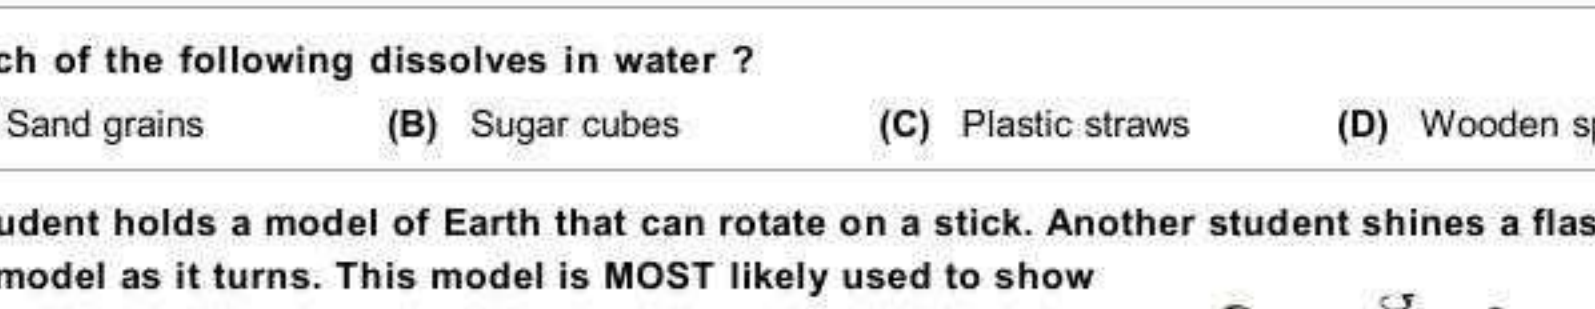 ch of the following dissolves in water ?
Sand grains (B) Sugar cubes (C) Plastic straws (D) Wooden sp
udent holds a model of Earth that can rotate on a stick. Another student shines a flas
model as it turns. This model is MOST likely used to show